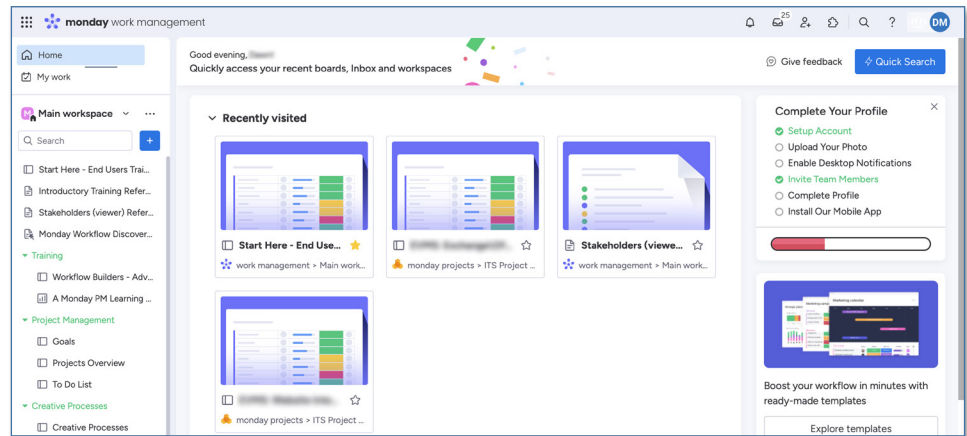 monday work management
25
DM
Home
My work
Main workspace
Search
+
Start Here - End Users Trai...
Introductory Training Refer...
Stakeholders (viewer) Refer...
Monday Workflow Discover...
Training
Workflow Builders - Adv...
A Monday PM Learning ...
Project Management
Goals
Projects Overview
To Do List
Creative Processes
Creative Processes
Good evening,
Quickly access your recent boards, Inbox and workspaces
Give feedback
Quick Search
Recently visited
Start Here - End Use...
work management > Main work...
monday projects > ITS Project ...
Stakeholders (viewe...
work management > Main work...
monday projects > ITS Project ...
Complete Your Profile
Setup Account
Upload Your Photo
Enable Desktop Notifications
Invite Team Members
Complete Profile
Install Our Mobile App
Boost your workflow in minutes with
ready-made templates
Explore templates